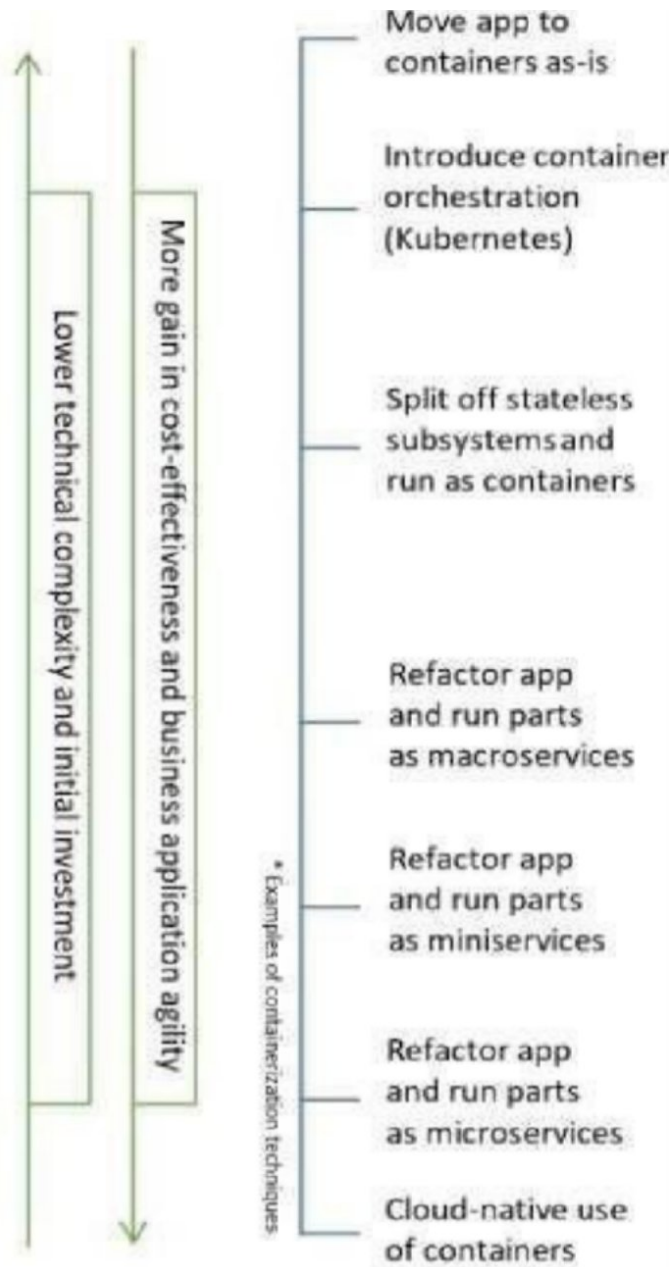 Move app to
containers as-is
Introduce container
orchestration
(Kubernetes)
Split off stateless
subsystems and
run as containers
Refactor app
and run parts
as macroservices
Refactor app
and run parts
as miniservices
Refactor app
and run parts
as microservices
Cloud-native use
of containers
Lower technical complexity and initial investment
More gain in cost-effectiveness and business application agility
* Examples of containerization techniques